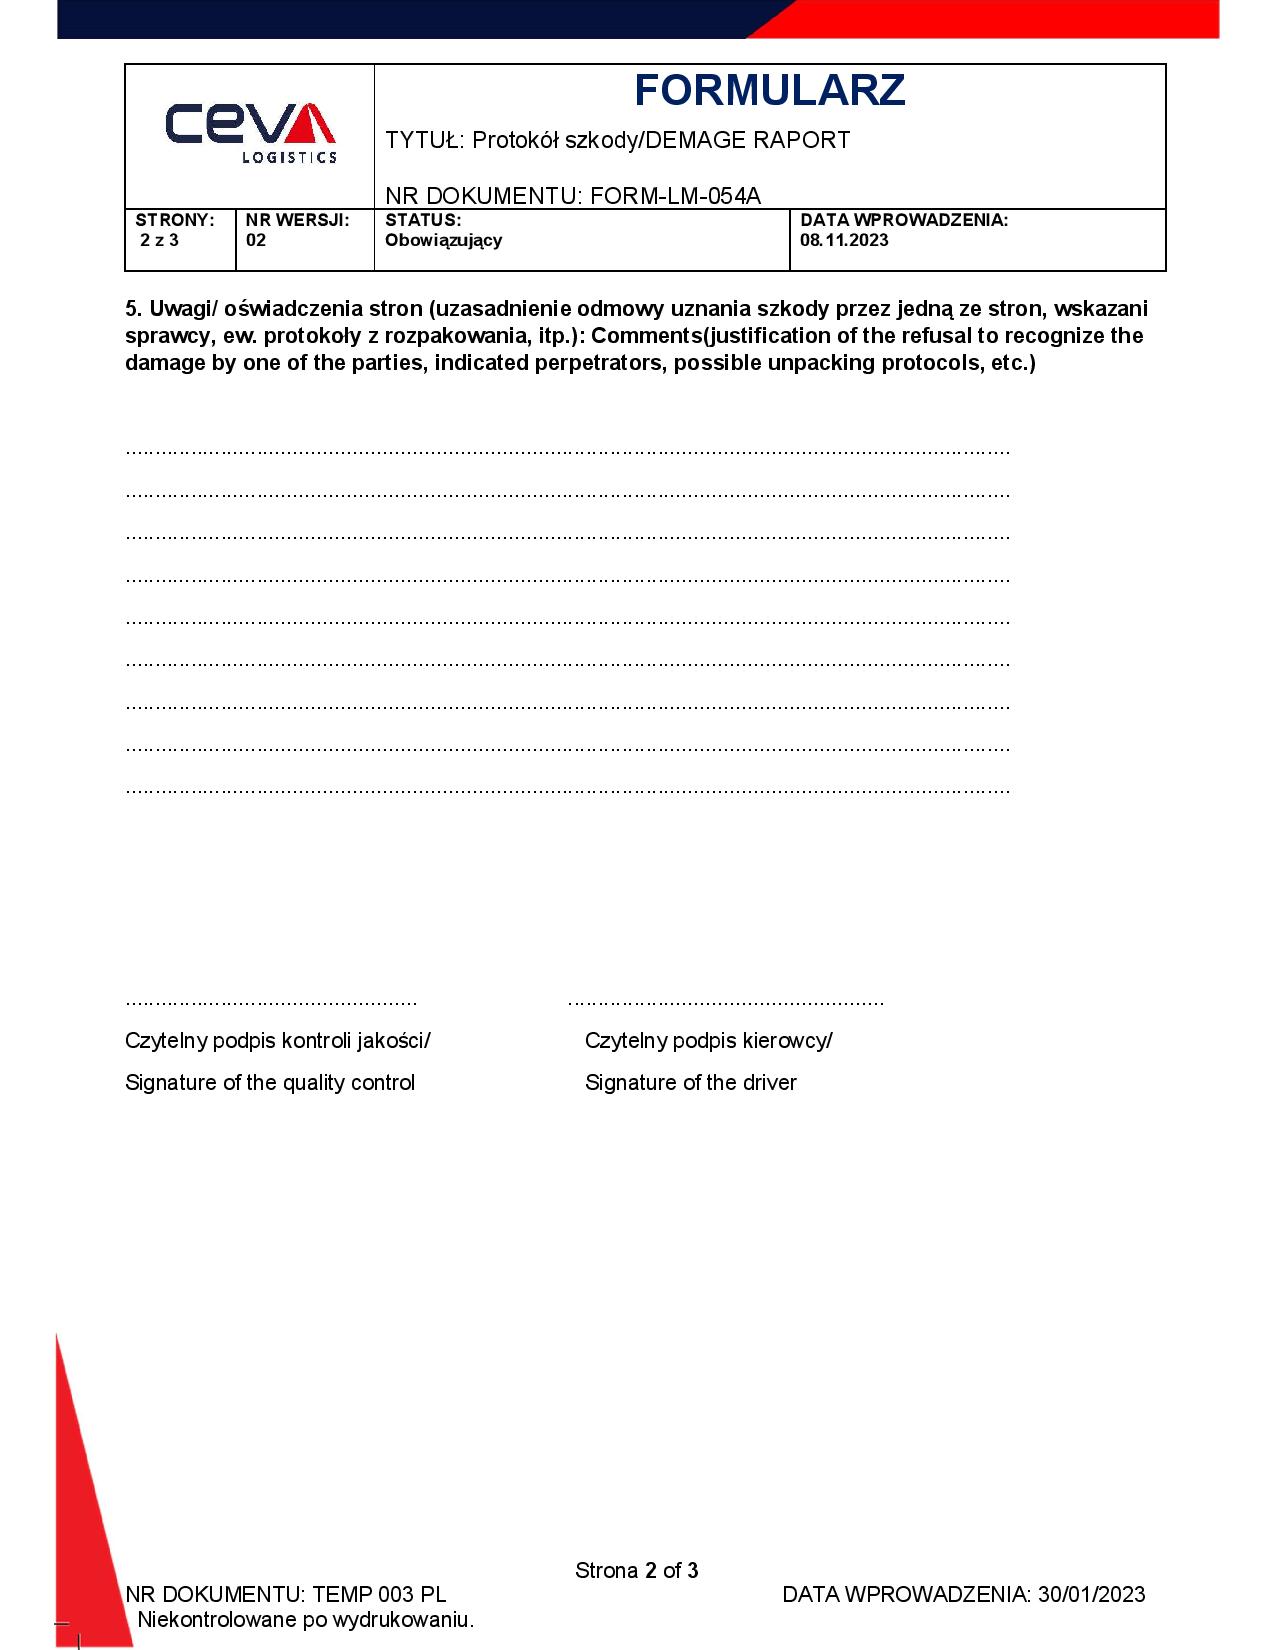 ceva
LOGISTICS
FORMULARZ
TYTUŁ: Protokół szkody/DEMAGE RAPORT
NR DOKUMENTU: FORM-LM-054A
STRONY:
2 z 3
NR WERSJI:
02
STATUS:
Obowiązujący
DATA WPROWADZENIA:
08.11.2023
5. Uwagi/ oświadczenia stron (uzasadnienie odmowy uznania szkody przez jedną ze stron, wskazani
sprawcy, ew. protokoły z rozpakowania, itp.): Comments(justification of the refusal to recognize the
damage by one of the parties, indicated perpetrators, possible unpacking protocols, etc.)
Czytelny podpis kontroli jakości/
Czytelny podpis kierowcy/
Signature of the quality control
Signature of the driver
Strona 2 of 3
NR DOKUMENTU: TEMP 003 PL
DATA WPROWADZENIA: 30/01/2023
Niekontrolowane po wydrukowaniu.